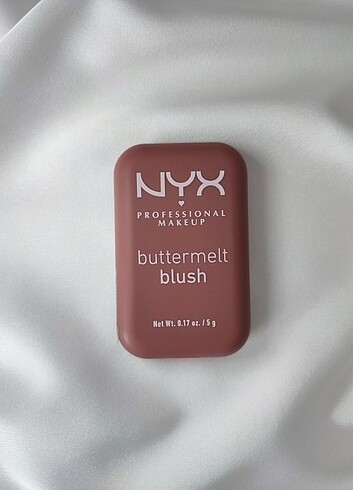 NYX
PROFESSIONAL
MAKEUP
buttermelt
blush
Net Wt. 0.17 oz. / 5 g